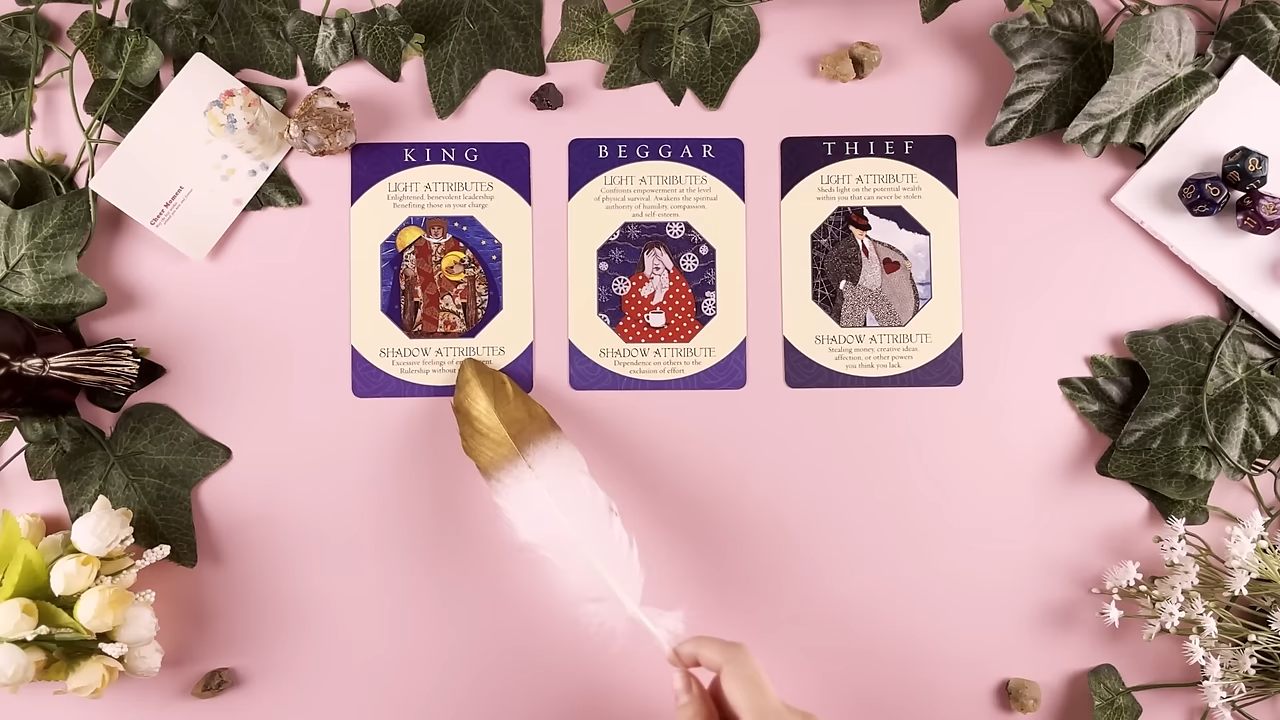 KING
LIGHT ATTRIBUTES
Enlightened, benevolent leadership
Benefiting those in your charge
SHADOW ATTRIBUTES
Excessive feelings of
Rulership without
BEGGAR
LIGHT ATTRIBUTES
Confronts empowerment at the level
of physical survival. Awakens the spiritual
authority of humility, compassion,
and self-esteem.
SHADOW ATTRIBUTE
Dependence on others to the
exclusion of effort.
THIEF
LIGHT ATTRIBUTE
Sheds light on the potential wealth
within you that can never be stolen
SHADOW ATTRIBUTE
Stealing money, creative ideas,
affection, or other powers
you think you lack.
Cheer Moment